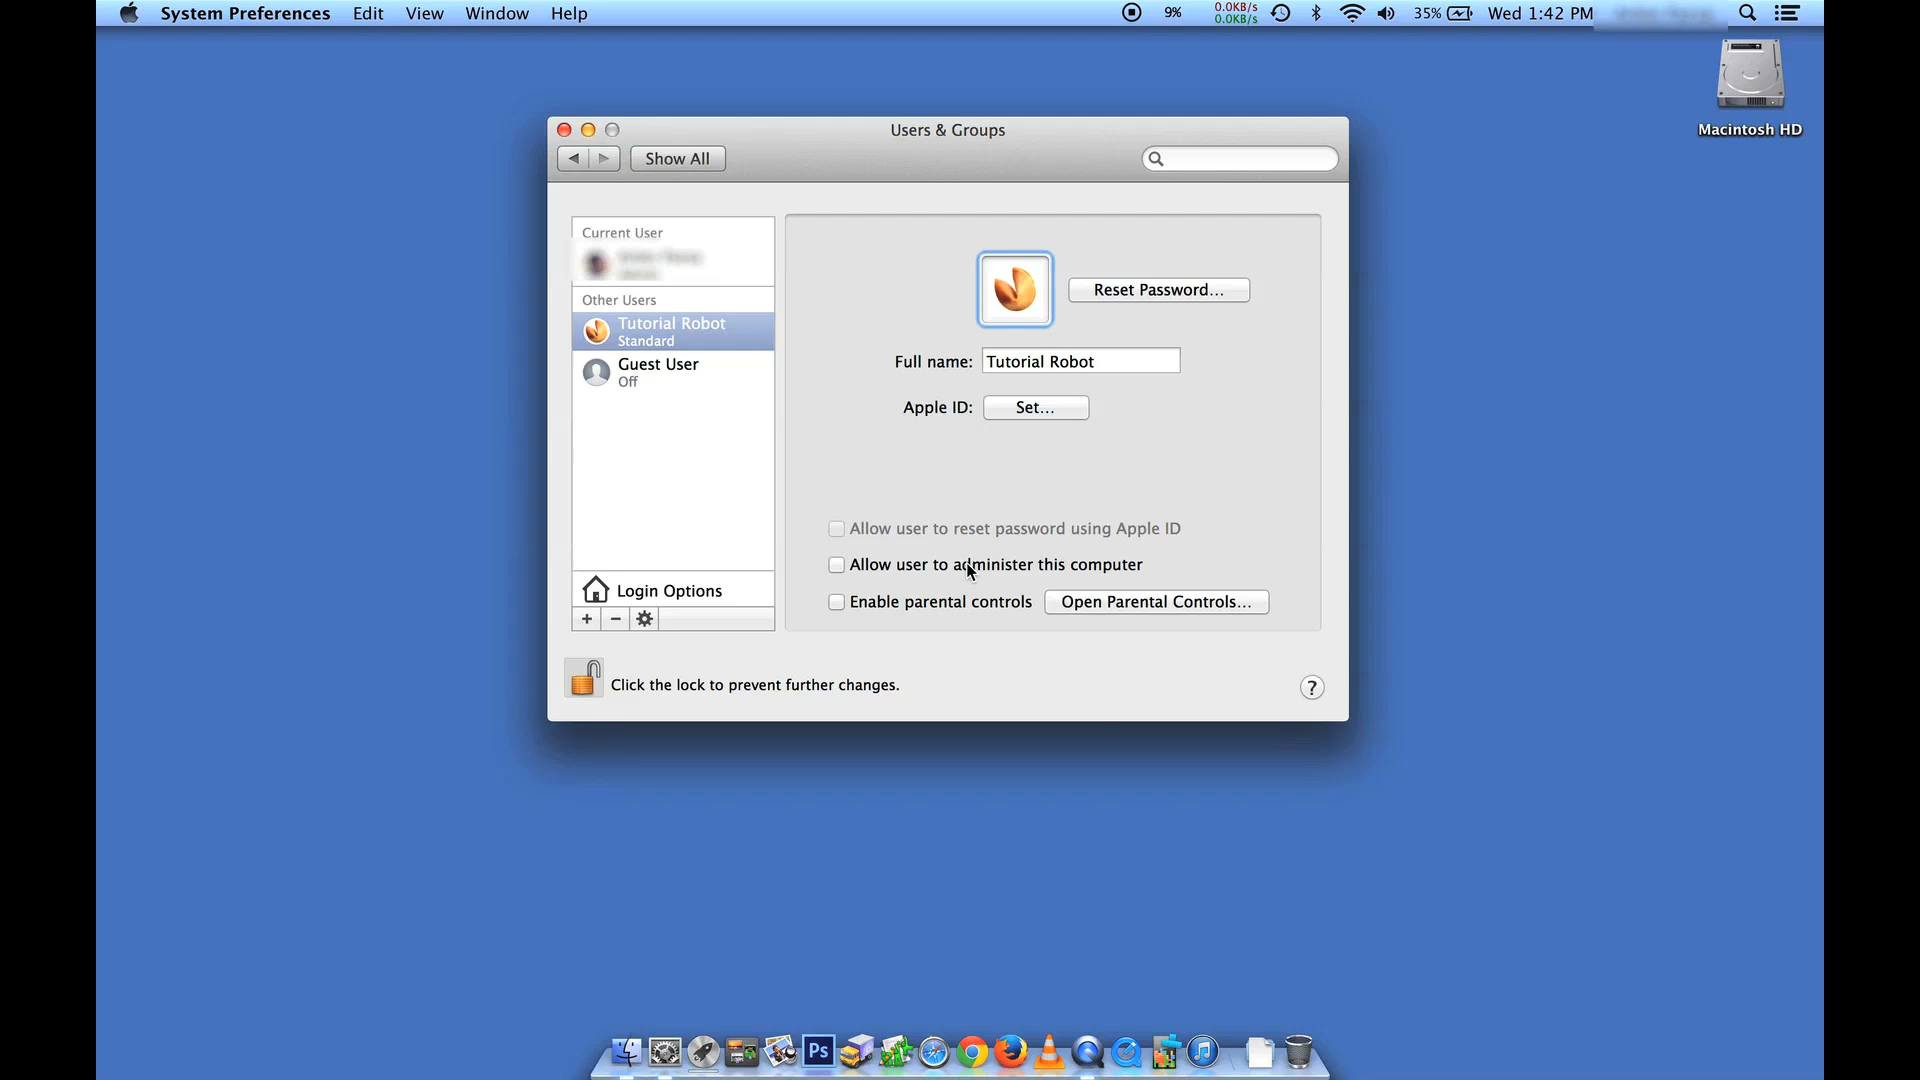 System Preferences Edit View Window Help 9% 0.0KB/s 35% Wed 1:42 PM
0.0KB/s
Macintosh HD
Users & Groups
Show All
Current User
Other Users
Tutorial Robot
Standard
Guest User
Off
Login Options
+ −
Reset Password...
Full name: Tutorial Robot
Apple ID: Set...
Allow user to reset password using Apple ID
Allow user to administer this computer
Enable parental controls Open Parental Controls...
Click the lock to prevent further changes.
?
Ps